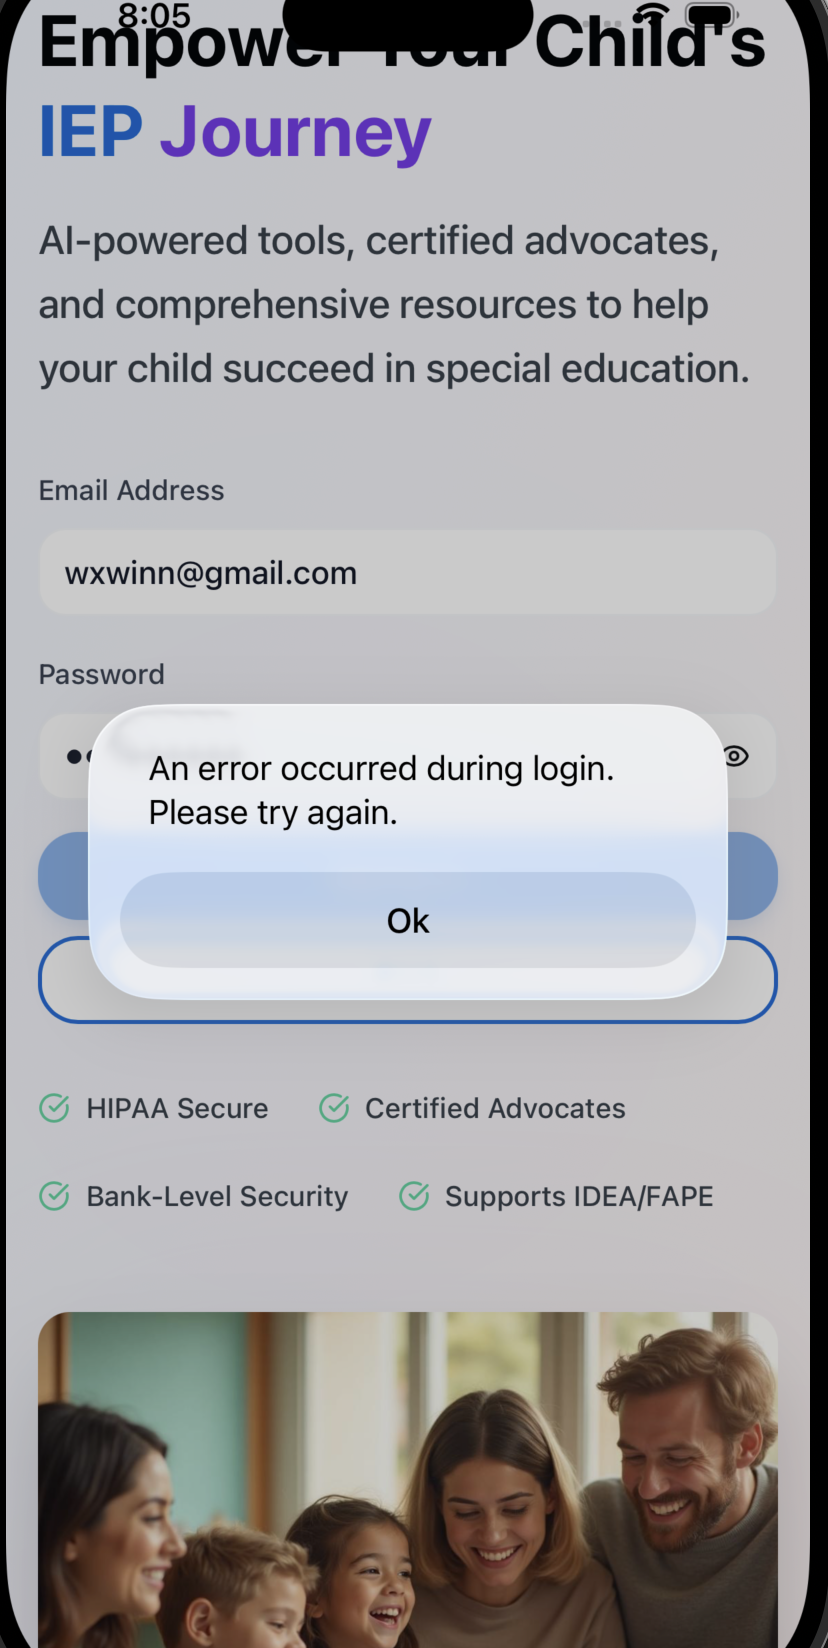 8:05
Empower Your Child's
IEP Journey
AI-powered tools, certified advocates,
and comprehensive resources to help
your child succeed in special education.
Email Address
wxwinn@gmail.com
Password
An error occurred during login.
Please try again.
Ok
HIPAA Secure
Certified Advocates
Bank-Level Security
Supports IDEA/FAPE